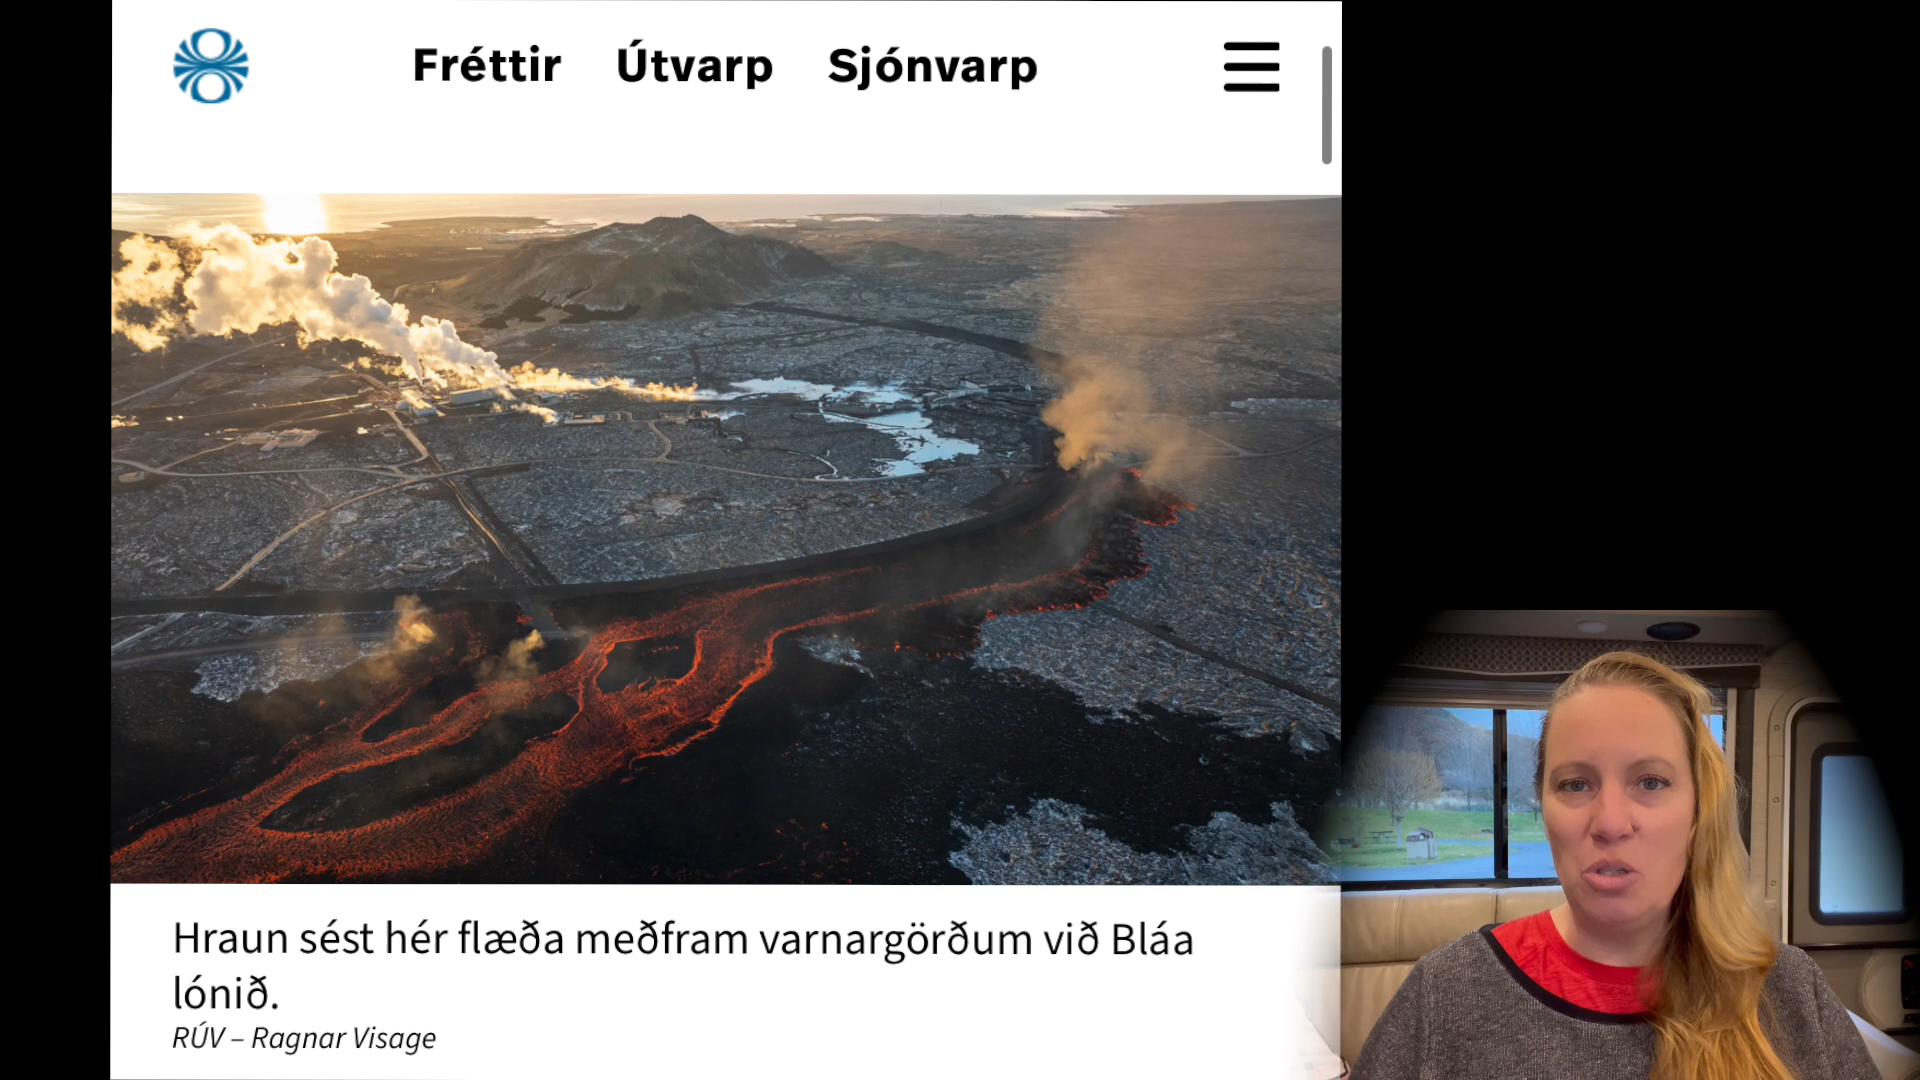 Fréttir Útvarp Sjónvarp
Hraun sést hér flæða meðfram varnargörðum við Bláa
lónið.
RÚV – Ragnar Visage